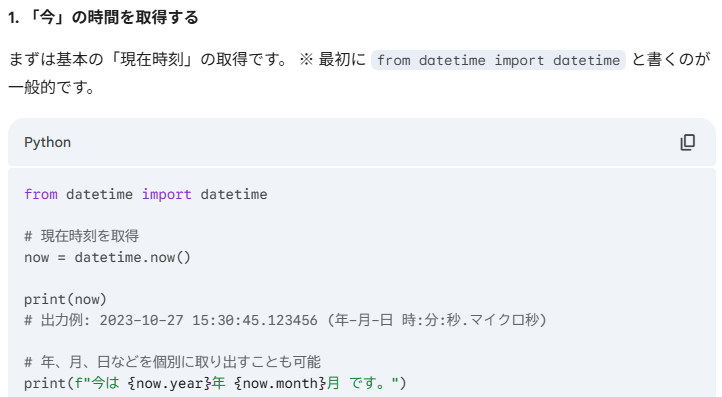 1. 「今」の時間を取得する
まずは基本の「現在時刻」の取得です。 ※ 最初に from datetime import datetime と書くのが
一般的です。
Python
from datetime import datetime
# 現在時刻を取得
now = datetime.now()
print(now)
# 出力例: 2023-10-27 15:30:45.123456 (年-月-日 時:分:秒.マイクロ秒)
# 年、月、日などを個別に取り出すことも可能
print(f"今は {now.year}年 {now.month}月 です。")